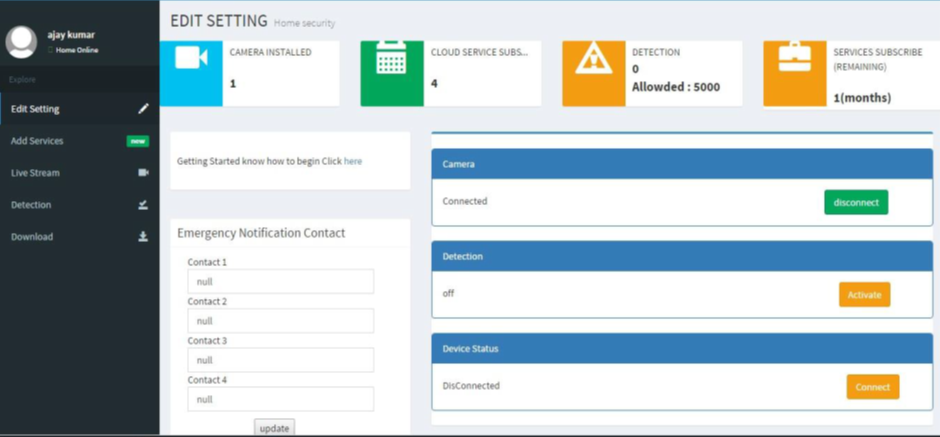 ajay kumar
Home Online
Explore
Edit Setting
Add Services new
Live Stream
Detection
Download
EDIT SETTING Home security
CAMERA INSTALLED
1
CLOUD SERVICE SUBS...
4
DETECTION
0
Allowded : 5000
SERVICES SUBSCRIBE
(REMAINING)
1(months)
Getting Started know how to begin Click here
Emergency Notification Contact
Contact 1
null
Contact 2
null
Contact 3
null
Contact 4
null
update
Camera
Connected disconnect
Detection
off Activate
Device Status
DisConnected Connect